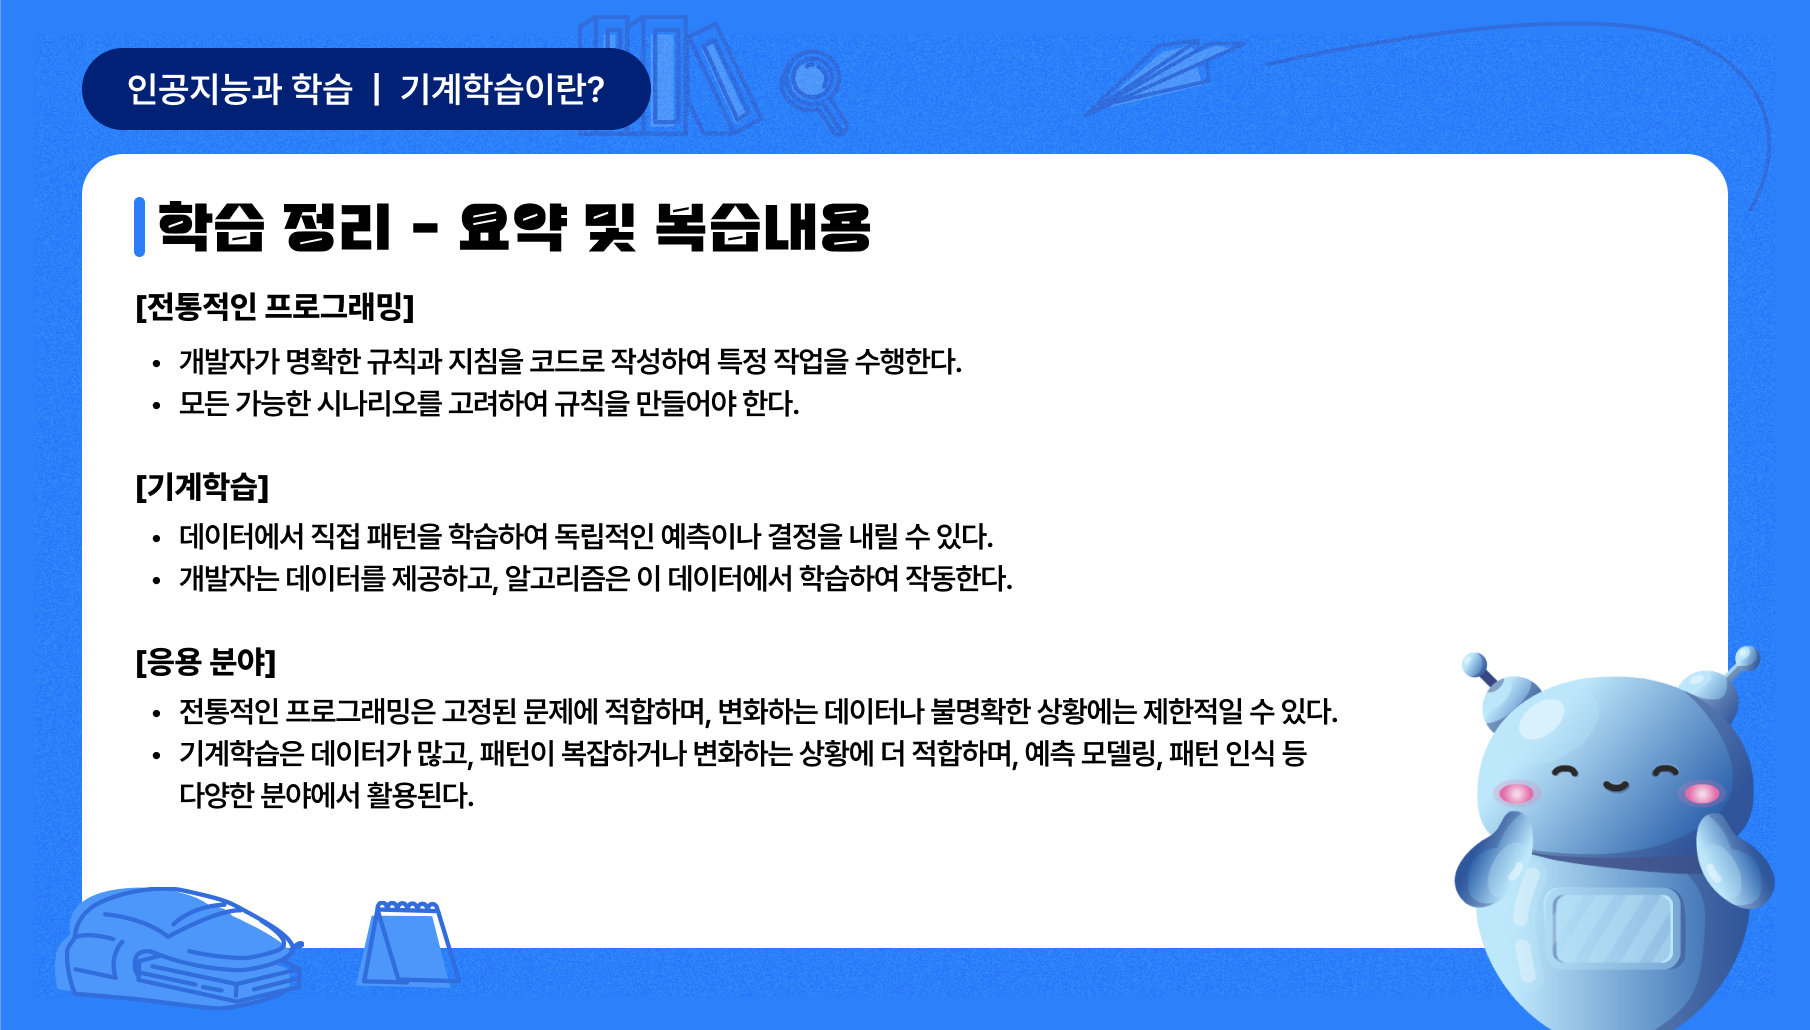 인공지능과 학습 | 기계학습이란?
학습 정리 - 요약 및 복습내용
[전통적인 프로그래밍]
• 개발자가 명확한 규칙과 지침을 코드로 작성하여 특정 작업을 수행한다.
• 모든 가능한 시나리오를 고려하여 규칙을 만들어야 한다.
[기계학습]
• 데이터에서 직접 패턴을 학습하여 독립적인 예측이나 결정을 내릴 수 있다.
• 개발자는 데이터를 제공하고, 알고리즘은 이 데이터에서 학습하여 작동한다.
[응용 분야]
• 전통적인 프로그래밍은 고정된 문제에 적합하며, 변화하는 데이터나 불명확한 상황에는 제한적일 수 있다.
• 기계학습은 데이터가 많고, 패턴이 복잡하거나 변화하는 상황에 더 적합하며, 예측 모델링, 패턴 인식 등
다양한 분야에서 활용된다.